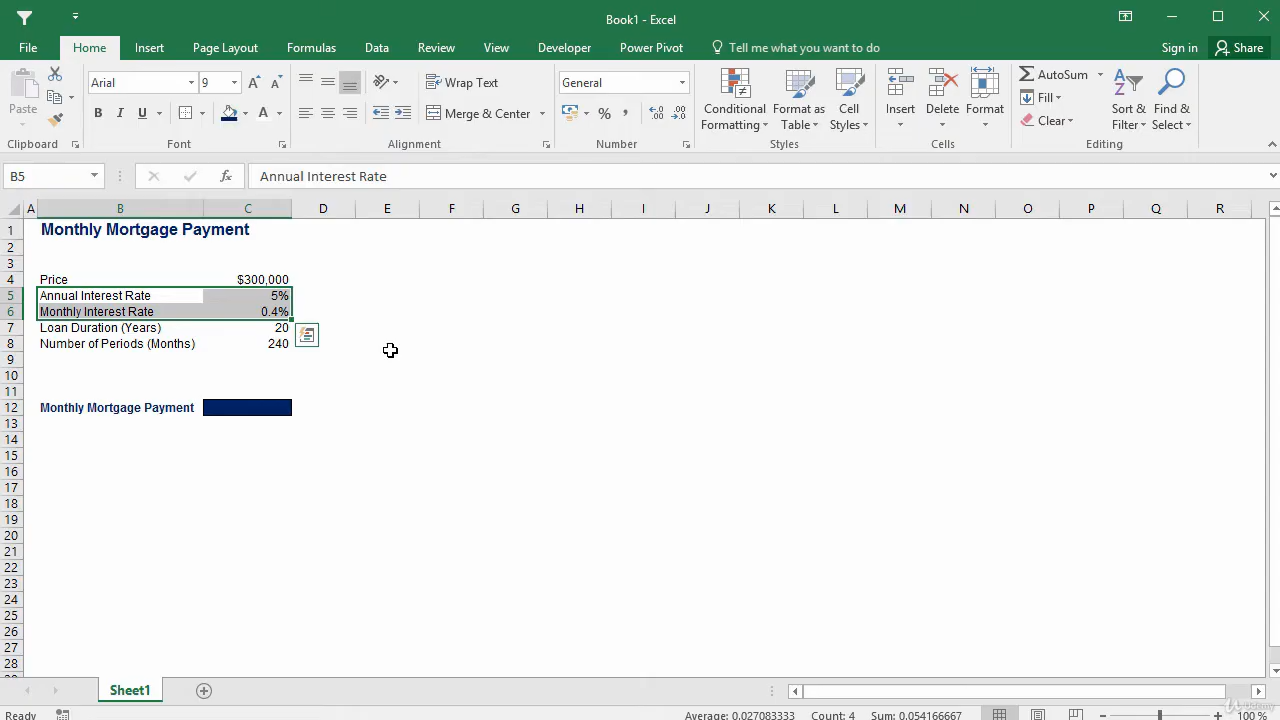 Book1 - Excel
File Home Insert Page Layout Formulas Data Review View Developer Power Pivot Tell me what you want to do Sign in Share
Paste
Clipboard
Arial 9
B I U
Font
Wrap Text
Merge & Center
Alignment
General
Number
Conditional Formatting
Format as Table
Cell Styles
Styles
Insert Delete Format
Cells
AutoSum
Fill
Clear
Sort & Filter
Find & Select
Editing
B5 fx Annual Interest Rate
A B C D E F G H I J K L M N O P Q R
1 Monthly Mortgage Payment
2
3
4 Price $300,000
5 Annual Interest Rate 5%
6 Monthly Interest Rate 0.4%
7 Loan Duration (Years) 20
8 Number of Periods (Months) 240
9
10
11
12 Monthly Mortgage Payment
13
14
15
16
17
18
19
20
21
22
23
24
25
26
27
28
Sheet1
Ready Average: 0.027083333 Count: 4 Sum: 0.054166667
Udemy